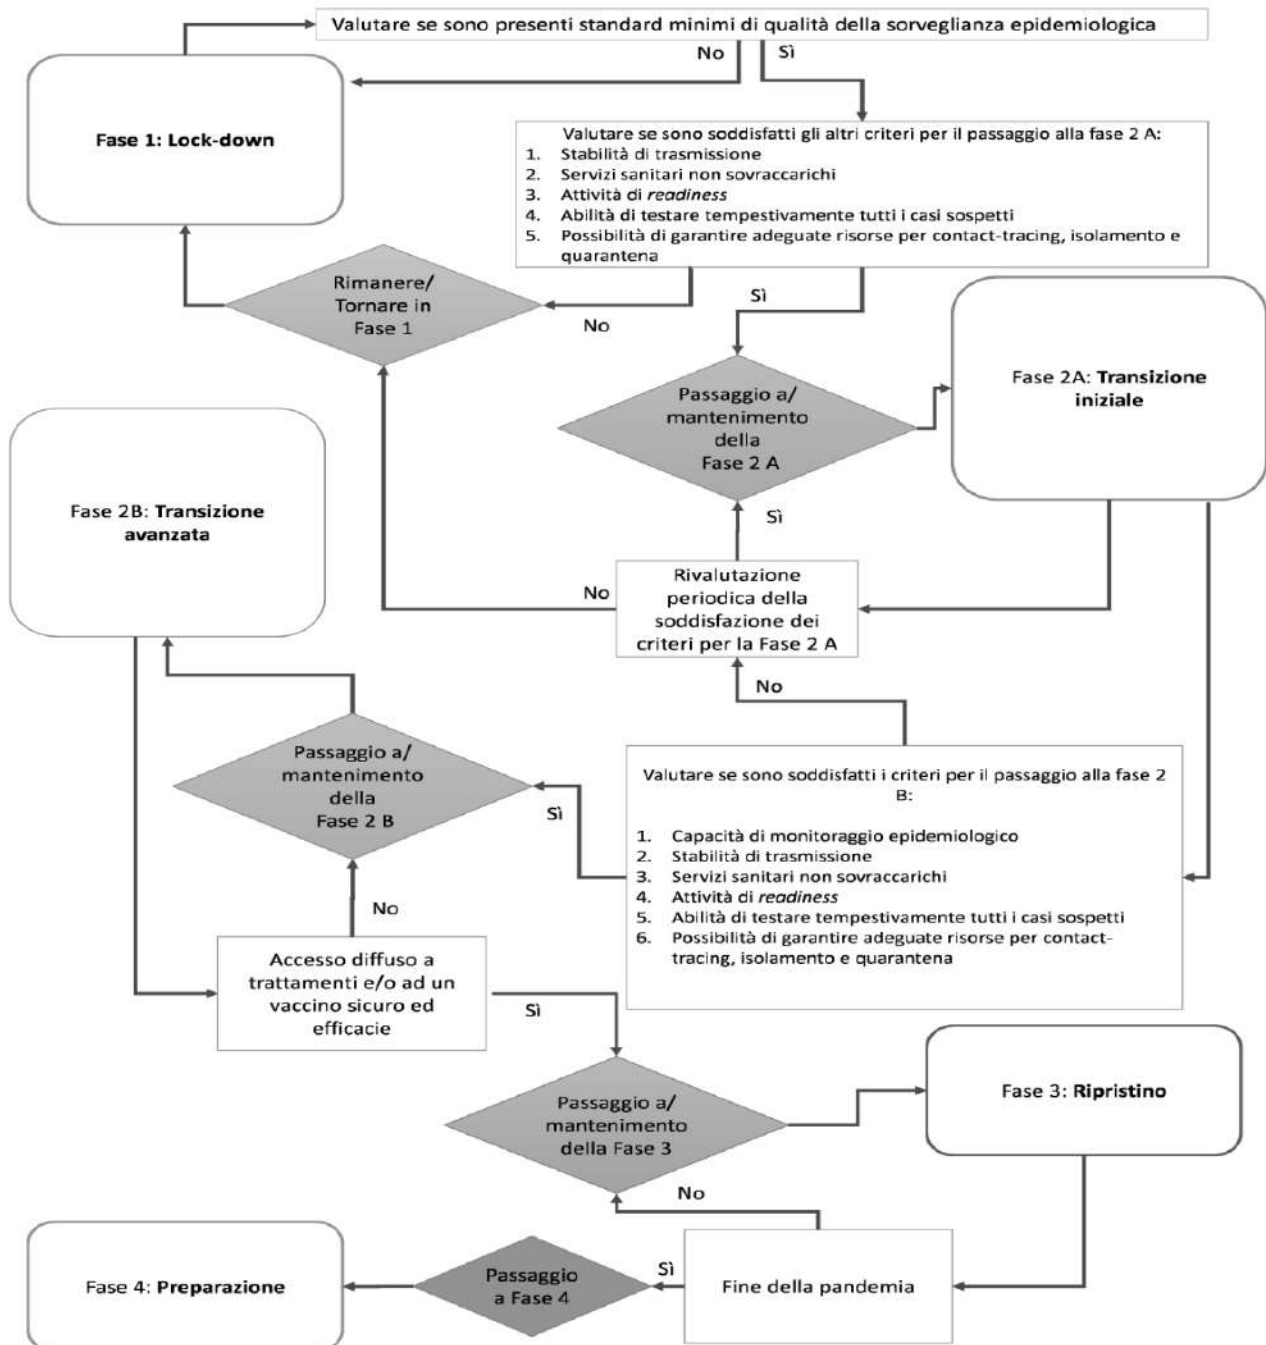 Valutare se sono presenti standard minimi di qualità della sorveglianza epidemiologica
No
Sì
Fase 1: Lock-down
Valutare se sono soddisfatti gli altri criteri per il passaggio alla fase 2 A:
1. Stabilità di trasmissione
2. Servizi sanitari non sovraccarichi
3. Attività di readiness
4. Abilità di testare tempestivamente tutti i casi sospetti
5. Possibilità di garantire adeguate risorse per contact-tracing, isolamento e
quarantena
Rimanere/
Tornare in
Fase 1
No
Sì
Passaggio a/
mantenimento
della
Fase 2 A
Fase 2A: Transizione
iniziale
Fase 2B: Transizione
avanzata
Sì
No
Rivalutazione
periodica della
soddisfazione dei
criteri per la Fase 2 A
No
Passaggio a/
mantenimento
della
Fase 2 B
Sì
Valutare se sono soddisfatti i criteri per il passaggio alla fase 2
B:
1. Capacità di monitoraggio epidemiologico
2. Stabilità di trasmissione
3. Servizi sanitari non sovraccarichi
4. Attività di readiness
5. Abilità di testare tempestivamente tutti i casi sospetti
6. Possibilità di garantire adeguate risorse per contact-
tracing, isolamento e quarantena
No
Accesso diffuso a
trattamenti e/o ad un
vaccino sicuro ed
efficacie
Sì
Passaggio a/
mantenimento
della Fase 3
Fase 3: Ripristino
No
Fase 4: Preparazione
Passaggio
a Fase 4
Sì
Fine della pandemia